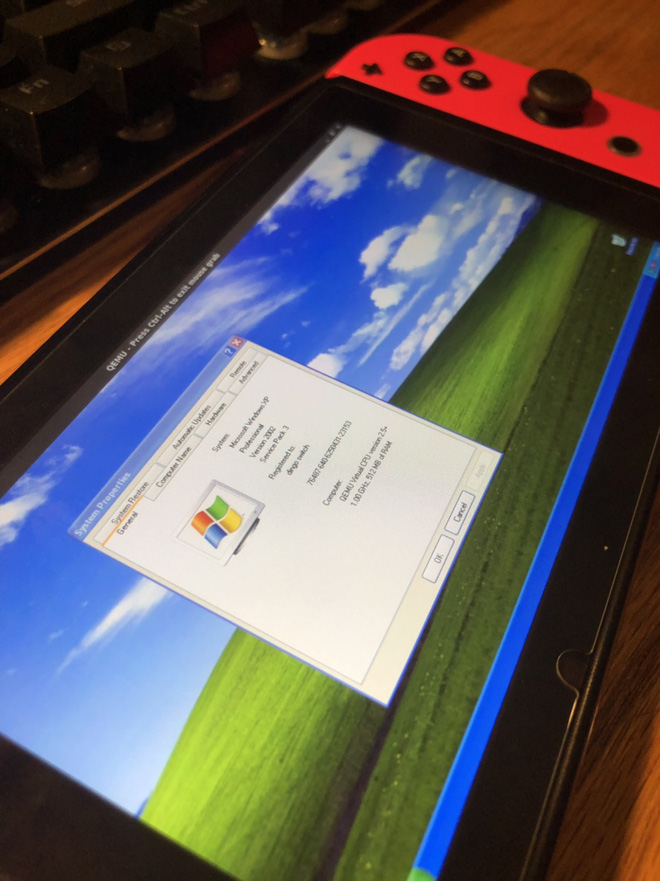 Fn
QEMU - Press Ctrl-Alt to exit mouse grab
System Properties
System Restore
Automatic Updates
Remote
General
Computer Name
Hardware
Advanced
System:
Microsoft Windows XP
Professional
Version 2002
Service Pack 3
Registered to:
Computer:
QEMU Virtual CPU version 2.5+
1.00 GHz, 512 MB of RAM
OK
Cancel
Apply